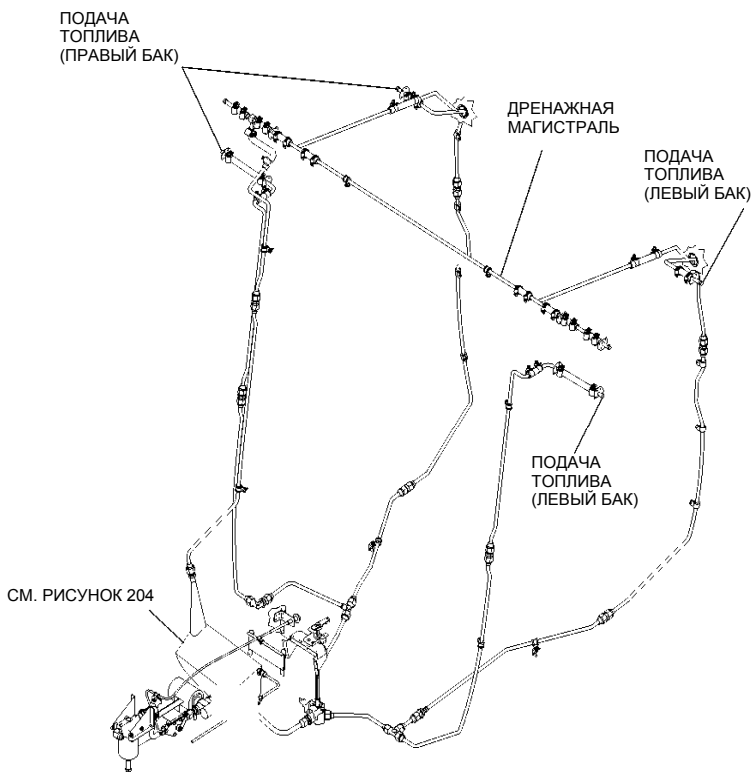 ПОДАЧА
ТОПЛИВА
(ПРАВЫЙ БАК)
ДРЕНАЖНАЯ
МАГИСТРАЛЬ
ПОДАЧА
ТОПЛИВА
(ЛЕВЫЙ БАК)
ПОДАЧА
ТОПЛИВА
(ЛЕВЫЙ БАК)
СМ. РИСУНОК 204